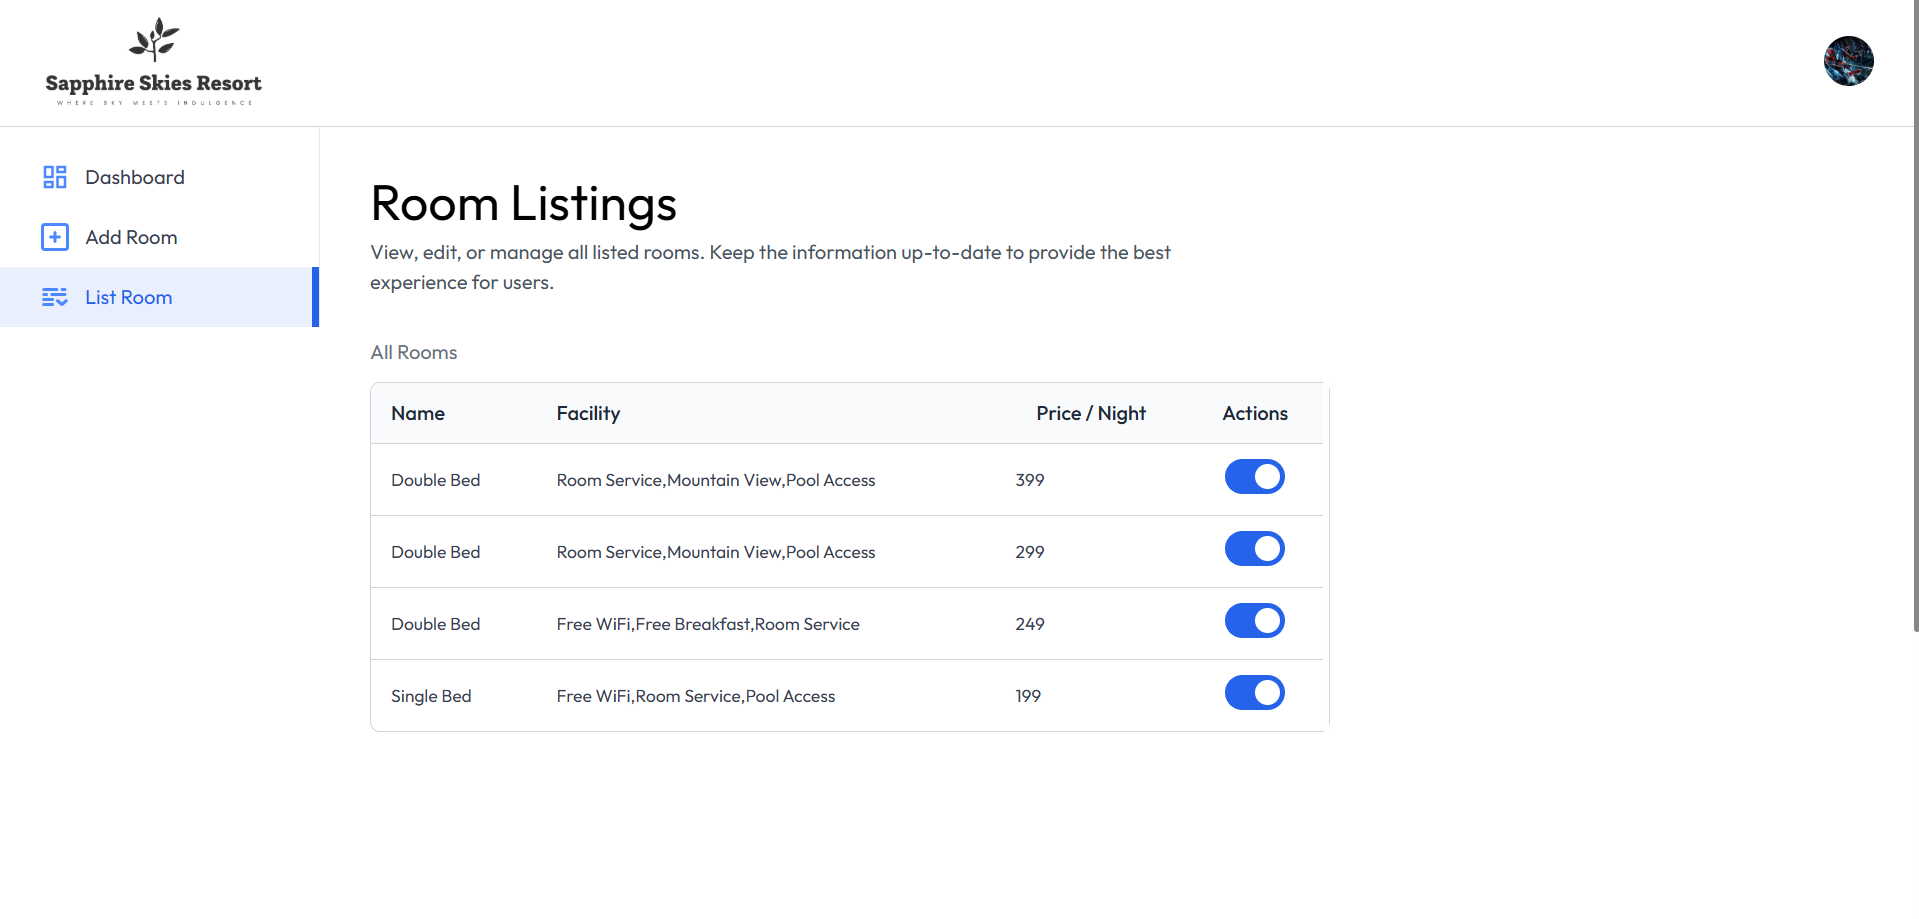 Sapphire Skies Resort
WHERE SKY MEETS INDULGENCE
Dashboard
Add Room
List Room
Room Listings
View, edit, or manage all listed rooms. Keep the information up-to-date to provide the best
experience for users.
All Rooms
Name Facility Price / Night Actions
Double Bed Room Service,Mountain View,Pool Access 399
Double Bed Room Service,Mountain View,Pool Access 299
Double Bed Free WiFi,Free Breakfast,Room Service 249
Single Bed Free WiFi,Room Service,Pool Access 199